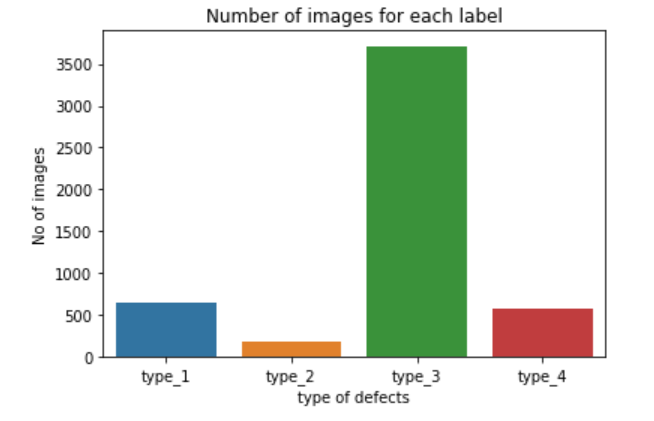 Number of images for each label
No of images
3500
3000
2500
2000
1500
1000
500
0
type_1 type_2 type_3 type_4
type of defects